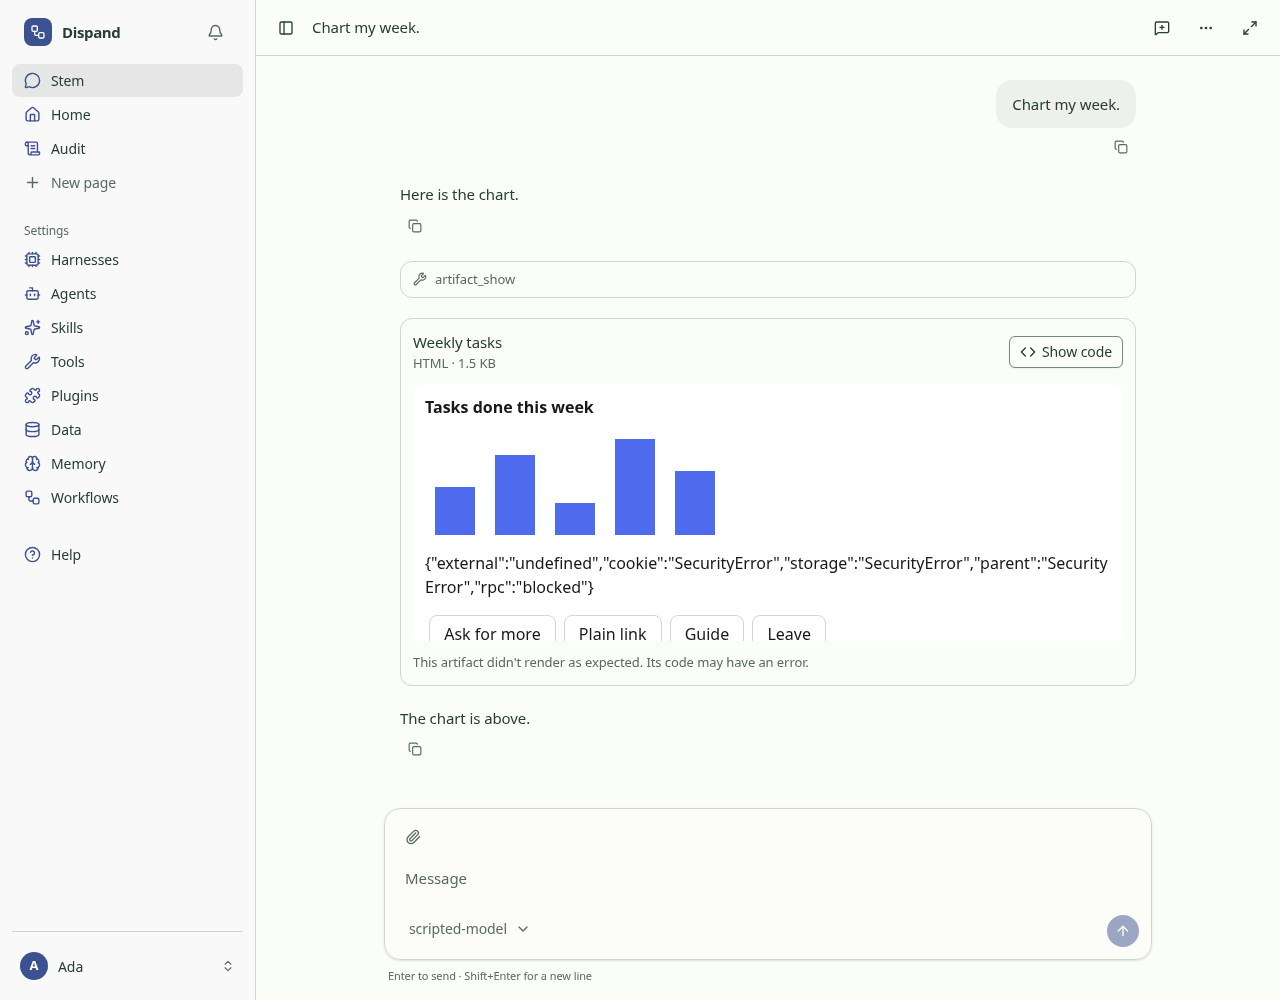 Dispand
Stem
Home
Audit
New page
Settings
Harnesses
Agents
Skills
Tools
Plugins
Data
Memory
Workflows
Help
A
Ada
Chart my week.
Chart my week.
Here is the chart.
artifact_show
Weekly tasks
HTML · 1.5 KB
Show code
Tasks done this week
{"external":"undefined","cookie":"SecurityError","storage":"SecurityError","parent":"Security
Error","rpc":"blocked"}
Ask for more
Plain link
Guide
Leave
This artifact didn't render as expected. Its code may have an error.
The chart is above.
Message
scripted-model
Enter to send · Shift+Enter for a new line